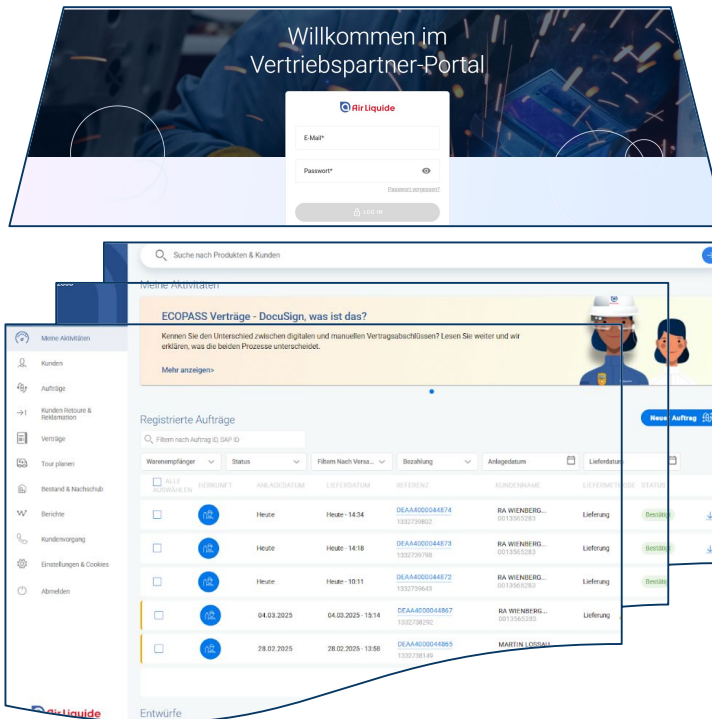 Willkommen im
Vertriebspartner-Portal
Air Liquide
E-Mail*
Passwort*
Passwort vergessen?
LOG IN
Suche nach Produkten & Kunden
Meine Aktivitäten
ECOPASS Verträge - DocuSign, was ist das?
Kennen Sie den Unterschied zwischen digitalen und manuellen Vertragsabschlüssen? Lesen Sie weiter und wir
erklären, was die beiden Prozesse unterscheidet.
Mehr anzeigen>
Meine Aktivitäten
Kunden
Aufträge
Kunden Retoure &
Reklamation
Verträge
Tour planen
Bestand & Nachschub
Berichte
Kundenvorgang
Einstellungen & Cookies
Abmelden
Air Liquide
Registrierte Aufträge
Neuer Auftrag
Filtern nach Auftrag ID, SAP ID
Warenempfänger Status Filtern Nach Versa... Bezahlung Anlagedatum Lieferdatum
ALLE
AUSWÄHLEN HERKUNFT ANLAGEDATUM LIEFERDATUM REFERENZ KUNDENNAME LIEFERMETHODE STATUS
Heute Heute - 14:34 DEAA4000044874 RA WIENBERG... Lieferung Bestätigt
1332739802 0013565283
Heute Heute - 14:18 DEAA4000044873 RA WIENBERG... Lieferung Bestätigt
1332739798 0013565283
Heute Heute - 10:11 DEAA4000044872 RA WIENBERG... Lieferung
1332739643 0013565283
04.03.2025 04.03.2025 - 15:14 DEAA4000044867 RA WIENBERG... Lieferung
1332738292 0013565283
28.02.2025 28.02.2025 - 13:58 DEAA4000044865 MARTIN LOSSAU
1332738149
Entwürfe